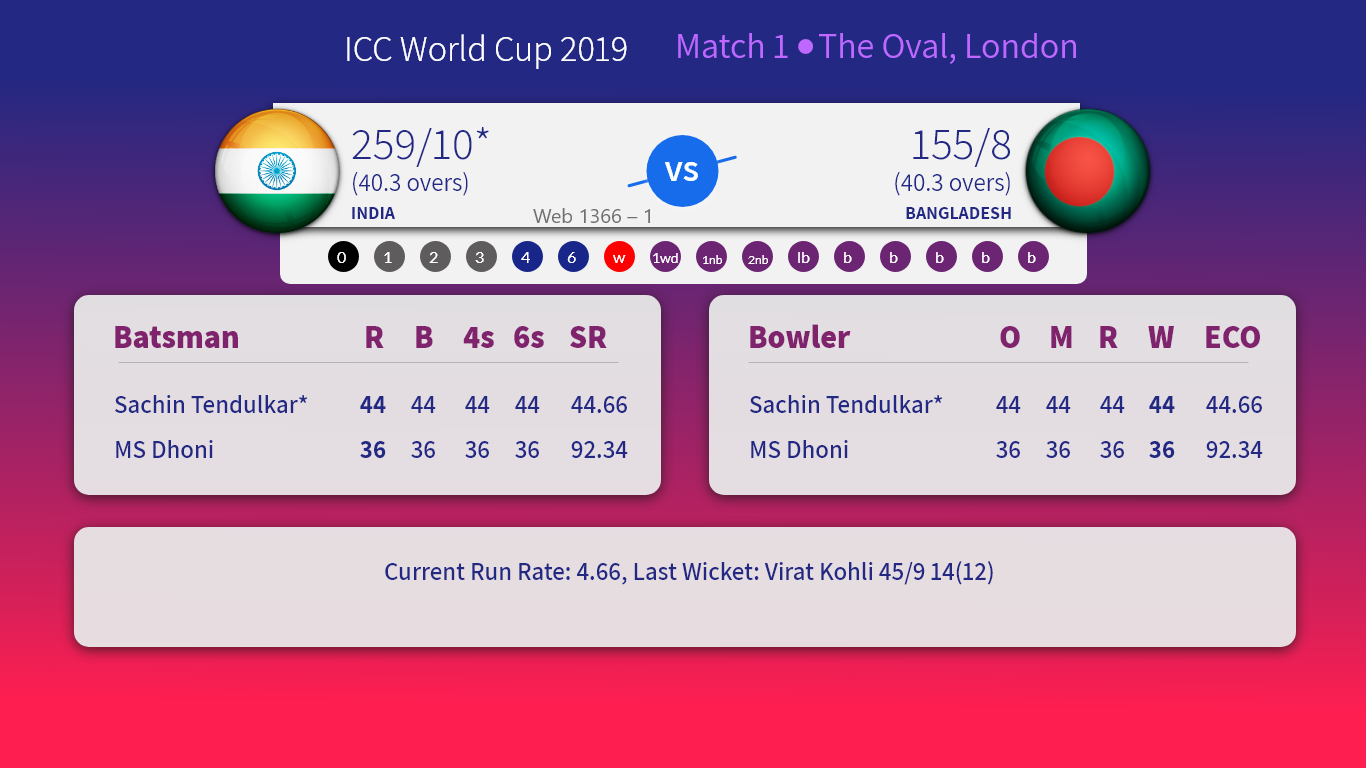 ICC World Cup 2019 Match 1 ● The Oval, London
259/10* VS 155/8
(40.3 overs) (40.3 overs)
INDIA Web 1366 – 1 BANGLADESH
0 1 2 3 4 6 w 1wd 1nb 2nb lb b b b b b
Batsman R B 4s 6s SR
Sachin Tendulkar* 44 44 44 44 44.66
MS Dhoni 36 36 36 36 92.34
Bowler O M R W ECO
Sachin Tendulkar* 44 44 44 44 44.66
MS Dhoni 36 36 36 36 92.34
Current Run Rate: 4.66, Last Wicket: Virat Kohli 45/9 14(12)